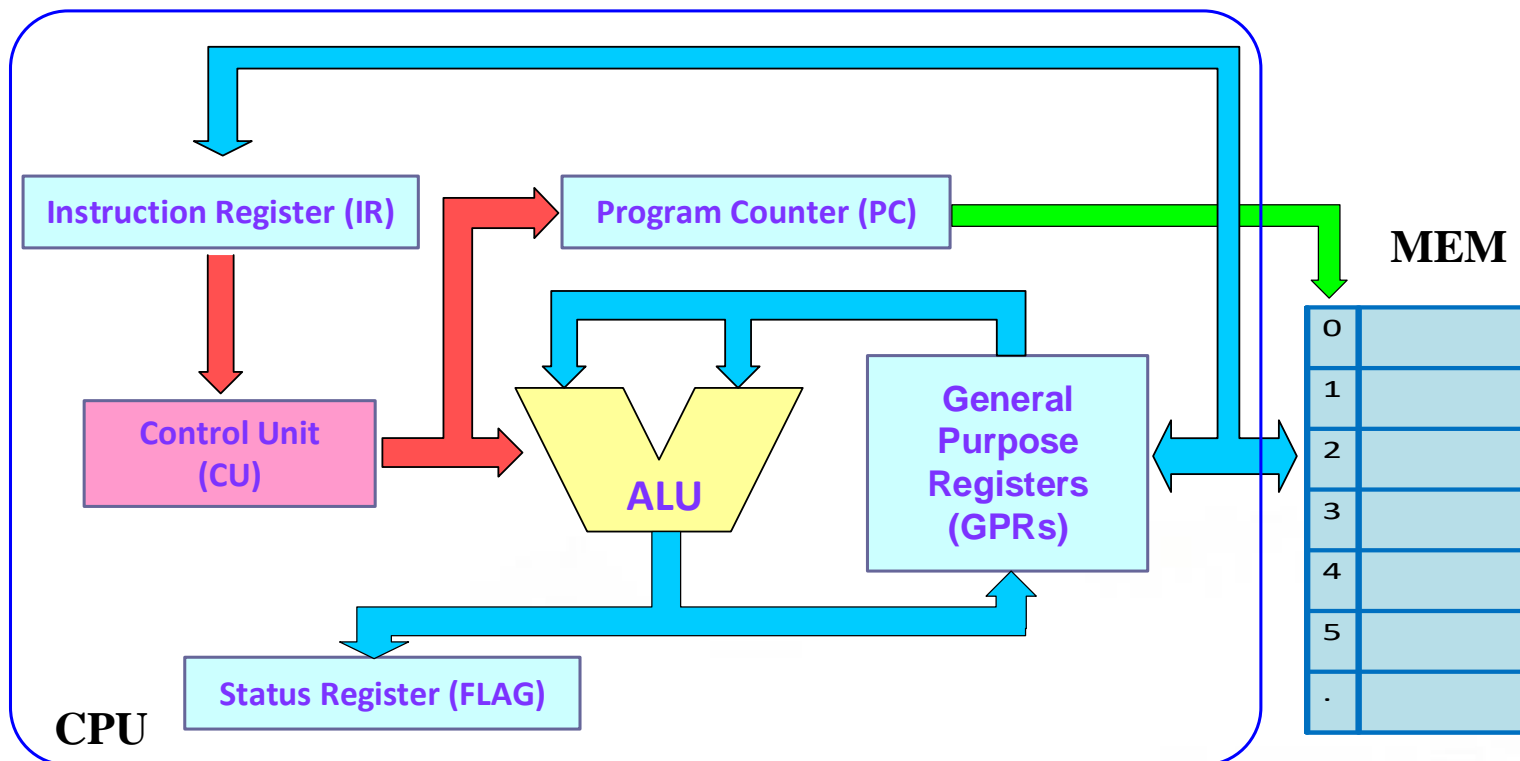 Instruction Register (IR)
Program Counter (PC)
MEM
Control Unit
(CU)
ALU
General
Purpose
Registers
(GPRs)
0
1
2
3
4
5
.
Status Register (FLAG)
CPU